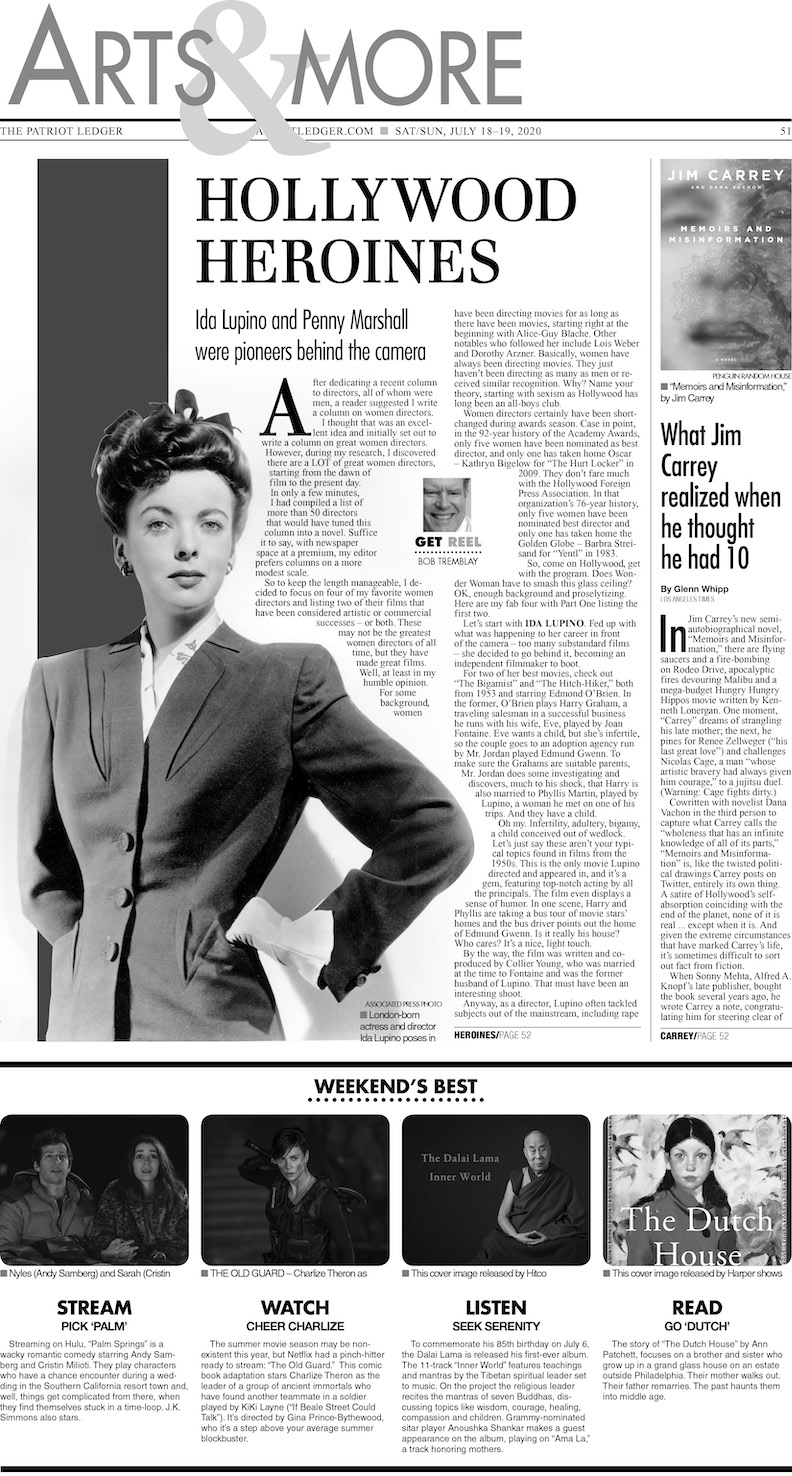 ARTS & MORE
THE PATRIOT LEDGER
TLEDGER.COM ■ SAT/SUN, JULY 18–19, 2020
51
HOLLYWOOD
HEROINES
Ida Lupino and Penny Marshall
were pioneers behind the camera
After dedicating a recent column
to directors, all of whom were
men, a reader suggested I write
a column on women directors.
I thought that was an excel-
lent idea and initially set out to
write a column on great women directors.
However, during my research, I discovered
there are a LOT of great women directors,
starting from the dawn of
film to the present day.
In only a few minutes,
I had compiled a list of
more than 50 directors
that would have tuned this
column into a novel. Suffice
it to say, with newspaper
space at a premium, my editor
prefers columns on a more
modest scale.
So to keep the length manageable, I de-
cided to focus on four of my favorite women
directors and listing two of their films that
have been considered artistic or commercial
successes – or both. These
may not be the greatest
women directors of all
time, but they have
made great films.
Well, at least in my
humble opinion.
For some
background,
women
ASSOCIATED PRESS PHOTO
■ London-born
actress and director
Ida Lupino poses in
have been directing movies for as long as
there have been movies, starting right at the
beginning with Alice-Guy Blache. Other
notables who followed her include Lois Weber
and Dorothy Arzner. Basically, women have
always been directing movies. They just
haven’t been directing as many as men or re-
ceived similar recognition. Why? Name your
theory, starting with sexism as Hollywood has
long been an all-boys club.
Women directors certainly have been short-
changed during awards season. Case in point,
in the 92-year history of the Academy Awards,
only five women have been nominated as best
director, and only one has taken home Oscar
– Kathryn Bigelow for “The Hurt Locker” in
2009. They don’t fare much
with the Hollywood Foreign
Press Association. In that
organization’s 76-year history,
only five women have been
nominated best director and
only one has taken home the
Golden Globe – Barbra Strei-
sand for “Yentl” in 1983.
So, come on Hollywood, get
with the program. Does Won-
der Woman have to smash this glass ceiling?
OK, enough background and proselytizing.
Here are my fab four with Part One listing the
first two.
Let’s start with IDA LUPINO. Fed up with
what was happening to her career in front
of the camera – too many substandard films
– she decided to go behind it, becoming an
independent filmmaker to boot.
For two of her best movies, check out
“The Bigamist” and “The Hitch-Hiker,” both
from 1953 and starring Edmond O’Brien. In
the former, O’Brien plays Harry Graham, a
traveling salesman in a successful business
he runs with his wife, Eve, played by Joan
Fontaine. Eve wants a child, but she’s infertile,
so the couple goes to an adoption agency run
by Mr. Jordan played Edmund Gwenn. To
make sure the Grahams are suitable parents,
Mr. Jordan does some investigating and
discovers, much to his shock, that Harry is
also married to Phyllis Martin, played by
Lupino, a woman he met on one of his
trips. And they have a child.
Oh my. Infertility, adultery, bigamy,
a child conceived out of wedlock.
Let’s just say these aren’t your typi-
cal topics found in films from the
1950s. This is the only movie Lupino
directed and appeared in, and it’s a
gem, featuring top-notch acting by all
the principals. The film even displays a
sense of humor. In one scene, Harry and
Phyllis are taking a bus tour of movie stars’
homes and the bus driver points out the home
of Edmund Gwenn. Is it really his house?
Who cares? It’s a nice, light touch.
By the way, the film was written and co-
produced by Collier Young, who was married
at the time to Fontaine and was the former
husband of Lupino. That must have been an
interesting shoot.
Anyway, as a director, Lupino often tackled
subjects out of the mainstream, including rape
HEROINES/PAGE 52
GET REEL
BOB TREMBLAY
JIM CARREY
AND DANA VACHON
MEMOIRS AND
MISINFORMATION
A NOVEL
PENGUIN RANDOM HOUSE
■ “Memoirs and Misinformation,”
by Jim Carrey
What Jim
Carrey
realized when
he thought
he had 10
By Glenn Whipp
LOS ANGELES TIMES
In Jim Carrey’s new semi-
autobiographical novel,
“Memoirs and Misinfor-
mation,” there are flying
saucers and a fire-bombing
on Rodeo Drive, apocalyptic
fires devouring Malibu and a
mega-budget Hungry Hungry
Hippos movie written by Ken-
neth Lonergan. One moment,
“Carrey” dreams of strangling
his late mother; the next, he
pines for Renee Zellweger (“his
last great love”) and challenges
Nicolas Cage, a man “whose
artistic bravery had always given
him courage,” to a jujitsu duel.
(Warning: Cage fights dirty.)
Cowritten with novelist Dana
Vachon in the third person to
capture what Carrey calls the
“wholeness that has an infinite
knowledge of all of its parts,”
“Memoirs and Misinforma-
tion” is, like the twisted politi-
cal drawings Carrey posts on
Twitter, entirely its own thing.
A satire of Hollywood’s self-
absorption coinciding with the
end of the planet, none of it is
real ... except when it is. And
given the extreme circumstances
that have marked Carrey’s life,
it’s sometimes difficult to sort
out fact from fiction.
When Sonny Mehta, Alfred A.
Knopf’s late publisher, bought
the book several years ago, he
wrote Carrey a note, congratu-
lating him for steering clear of
CARREY/PAGE 52
WEEKEND’S BEST
■ Nyles (Andy Samberg) and Sarah (Cristin
STREAM
PICK ‘PALM’
Streaming on Hulu, “Palm Springs” is a
wacky romantic comedy starring Andy Sam-
berg and Cristin Milioti. They play characters
who have a chance encounter during a wed-
ding in the Southern California resort town and,
well, things get complicated from there, when
they find themselves stuck in a time-loop. J.K.
Simmons also stars.
■ THE OLD GUARD – Charlize Theron as
WATCH
CHEER CHARLIZE
The summer movie season may be non-
existent this year, but Netflix had a pinch-hitter
ready to stream: “The Old Guard.” This comic
book adaptation stars Charlize Theron as the
leader of a group of ancient immortals who
have found another teammate in a soldier
played by KiKi Layne (“If Beale Street Could
Talk”). It’s directed by Gina Prince-Bythewood,
who it’s a step above your average summer
blockbuster.
The Dalai Lama
Inner World
■ This cover image released by Hitco
LISTEN
SEEK SERENITY
To commemorate his 85th birthday on July 6,
the Dalai Lama is released his first-ever album.
The 11-track “Inner World” features teachings
and mantras by the Tibetan spiritual leader set
to music. On the project the religious leader
recites the mantras of seven Buddhas, dis-
cussing topics like wisdom, courage, healing,
compassion and children. Grammy-nominated
sitar player Anoushka Shankar makes a guest
appearance on the album, playing on “Ama La,”
a track honoring mothers.
The Dutch
House
■ This cover image released by Harper shows
READ
GO ‘DUTCH’
The story of “The Dutch House” by Ann
Patchett, focuses on a brother and sister who
grow up in a grand glass house on an estate
outside Philadelphia. Their mother walks out.
Their father remarries. The past haunts them
into middle age.